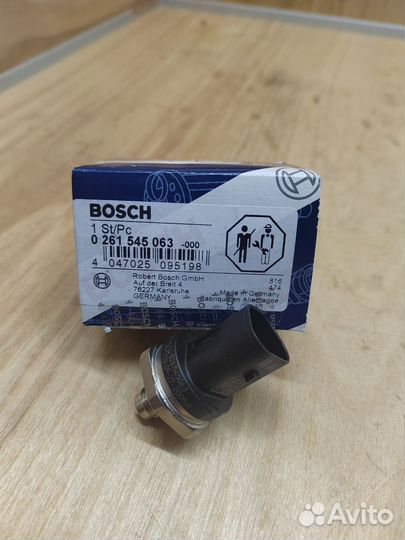 BOSCH
1 St/Pc
0 261 545 063 -000
4 047025 095198
Robert Bosch GmbH
Auf der Breit 4
76227 Karlsruhe
GERMANY
816
474
Made in Germany
Fabriqué en Allemagne
Avito